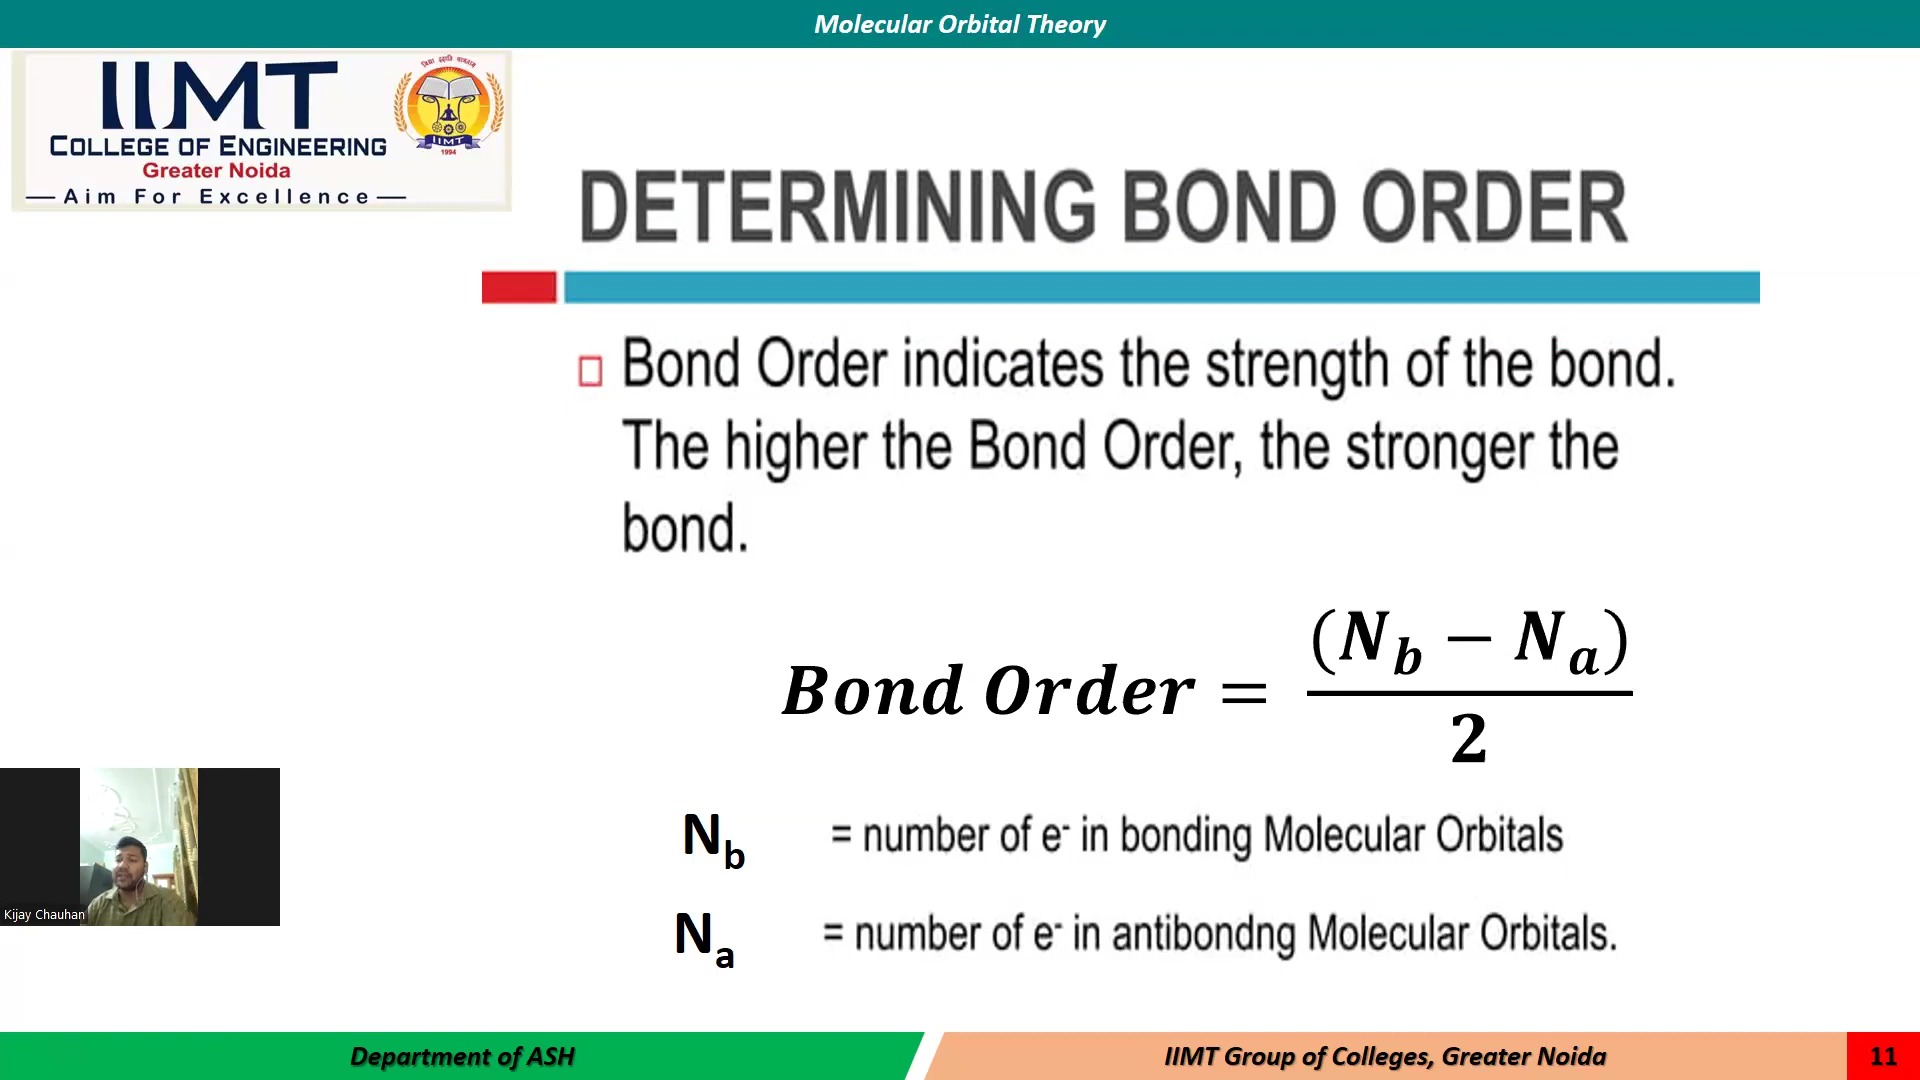 Molecular Orbital Theory
IIMT
COLLEGE OF ENGINEERING
Greater Noida
Aim For Excellence
IIMT
1994
DETERMINING BOND ORDER
Bond Order indicates the strength of the bond.
The higher the Bond Order, the stronger the
bond.
Bond Order = (N_b − N_a) / 2
N_b = number of e⁻ in bonding Molecular Orbitals
N_a = number of e⁻ in antibondng Molecular Orbitals.
Kijay Chauhan
Department of ASH
IIMT Group of Colleges, Greater Noida
11